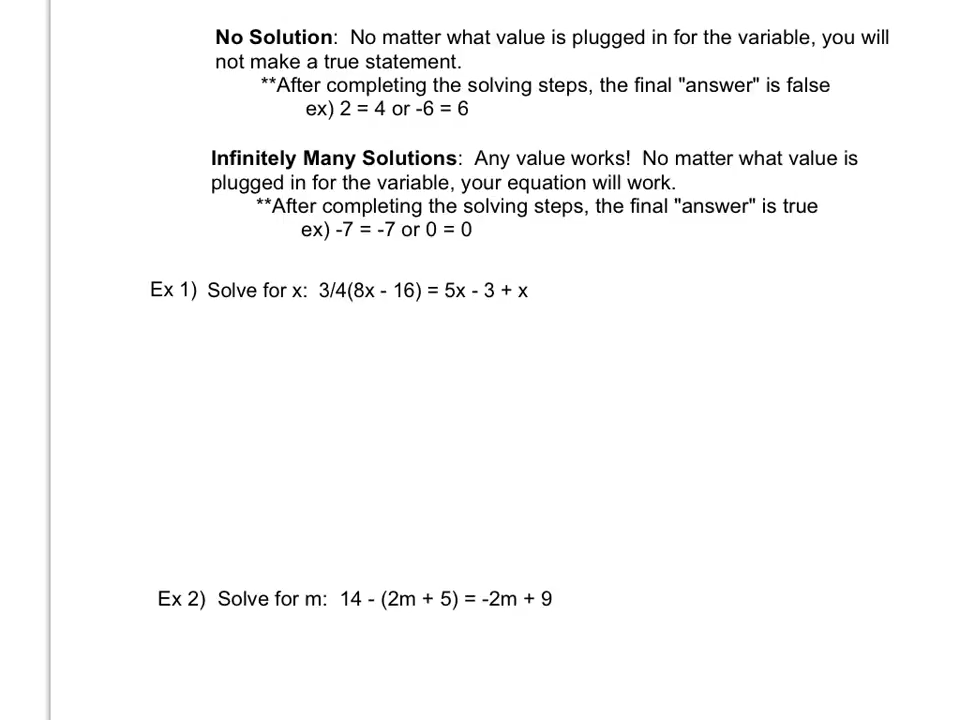 No Solution:  No matter what value is plugged in for the variable, you will
not make a true statement.
**After completing the solving steps, the final "answer" is false
ex) 2 = 4 or -6 = 6
Infinitely Many Solutions:  Any value works!  No matter what value is
plugged in for the variable, your equation will work.
**After completing the solving steps, the final "answer" is true
ex) -7 = -7 or 0 = 0
Ex 1)  Solve for x:  3/4(8x - 16) = 5x - 3 + x
Ex 2)  Solve for m:  14 - (2m + 5) = -2m + 9